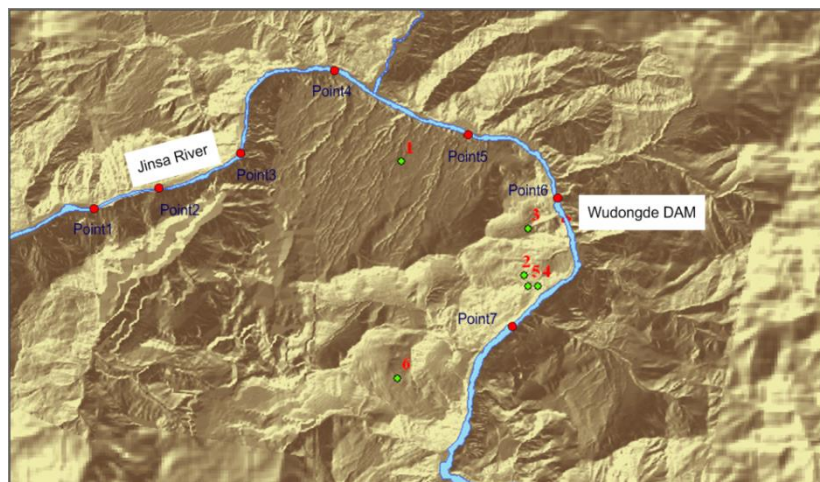 Point4
1
Point5
Jinsa River
Point3
Point6
Point2
Wudongde DAM
Point1
3
2
5 4
Point7
6